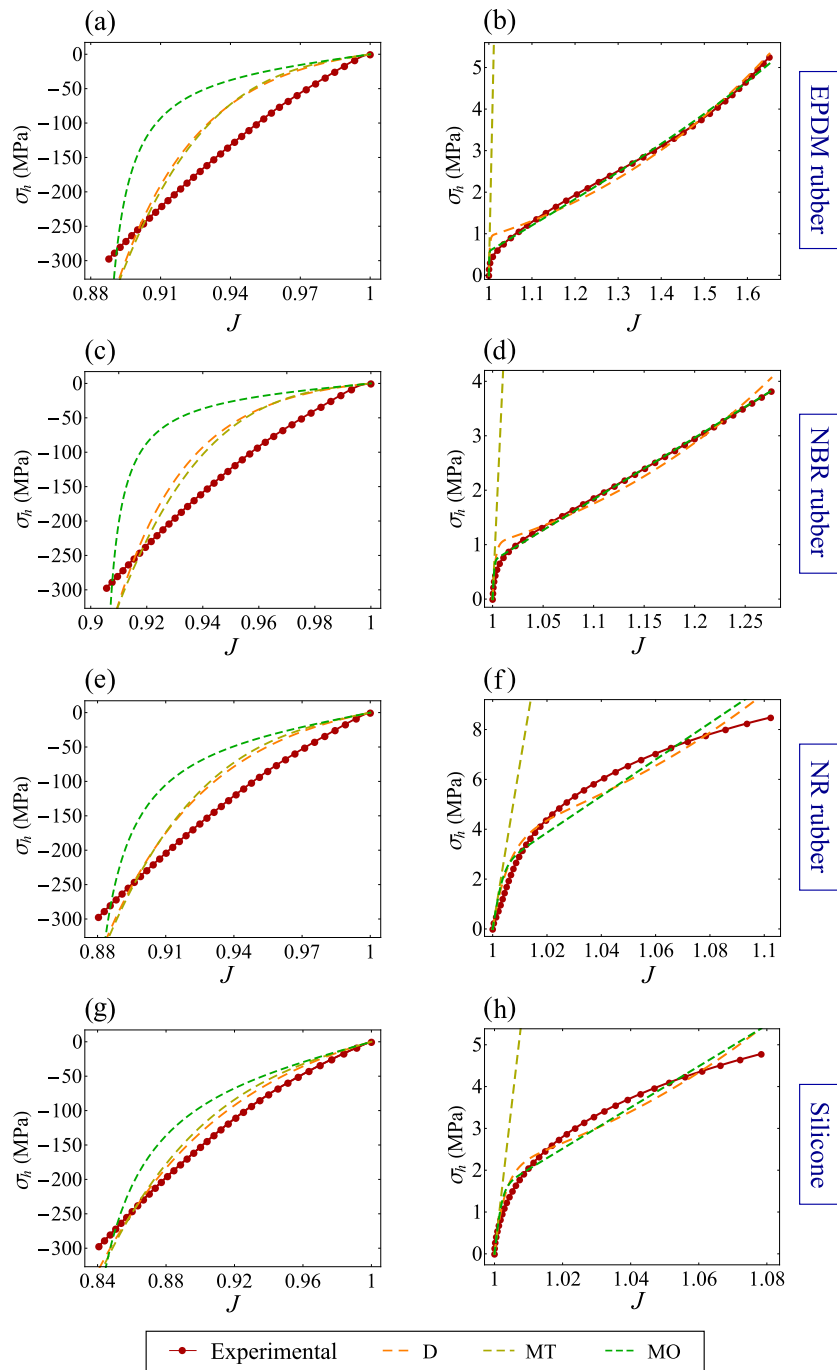 (a)
0
−50
−100
−150
−200
−250
−300
σh (MPa)
0.88 0.91 0.94 0.97 1
J
(b)
5
4
3
2
1
0
σh (MPa)
1 1.1 1.2 1.3 1.4 1.5 1.6
J
EPDM rubber
(c)
0
−50
−100
−150
−200
−250
−300
σh (MPa)
0.9 0.92 0.94 0.96 0.98 1
J
(d)
4
3
2
1
0
σh (MPa)
1 1.05 1.1 1.15 1.2 1.25
J
NBR rubber
(e)
0
−50
−100
−150
−200
−250
−300
σh (MPa)
0.88 0.91 0.94 0.97 1
J
(f)
8
6
4
2
0
σh (MPa)
1 1.02 1.04 1.06 1.08 1.1
J
NR rubber
(g)
0
−50
−100
−150
−200
−250
−300
σh (MPa)
0.84 0.88 0.92 0.96 1
J
(h)
5
4
3
2
1
0
σh (MPa)
1 1.02 1.04 1.06 1.08
J
Silicone
Experimental D MT MO